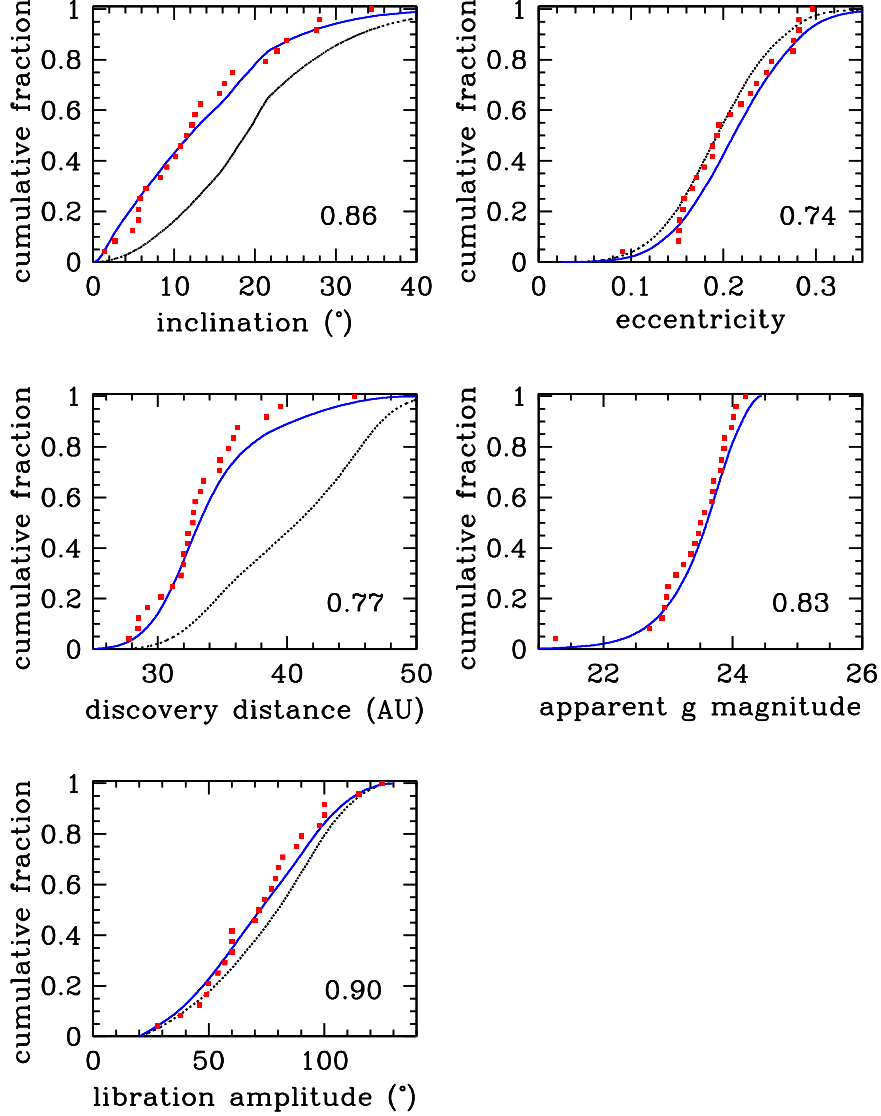 1
0.8
0.6
0.4
0.2
0
cumulative fraction
0.86
0 10 20 30 40
inclination (°)
1
0.8
0.6
0.4
0.2
0
cumulative fraction
0.74
0 0.1 0.2 0.3
eccentricity
1
0.8
0.6
0.4
0.2
0
cumulative fraction
0.77
30 40 50
discovery distance (AU)
1
0.8
0.6
0.4
0.2
0
cumulative fraction
0.83
22 24 26
apparent g magnitude
1
0.8
0.6
0.4
0.2
0
cumulative fraction
0.90
0 50 100
libration amplitude (°)